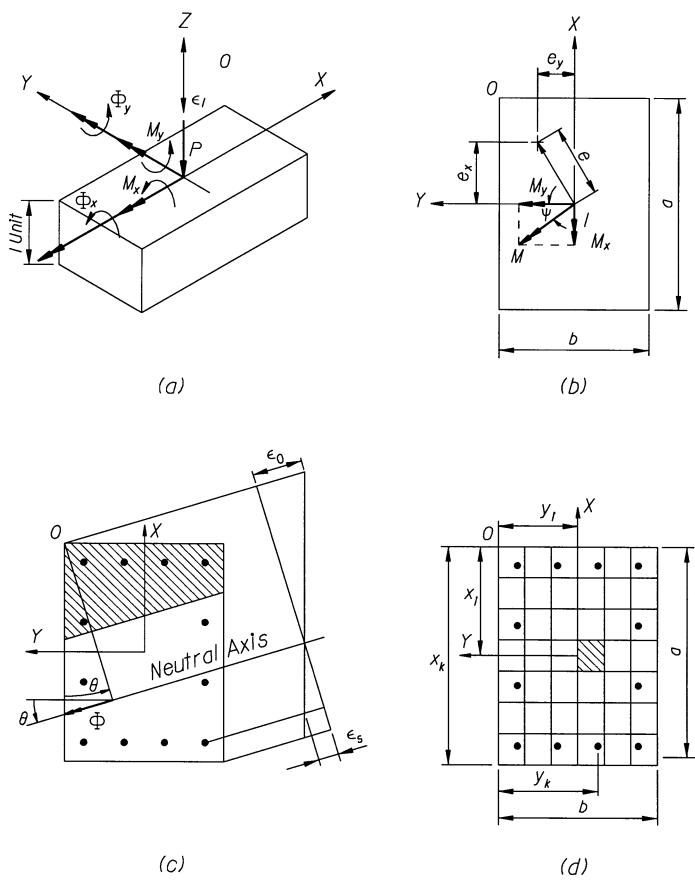 Z
O
Y
X
Φy
ϵ1
My
P
Mx
Φx
1 Unit
(a)
X
ey
O
ex
e
a
My
Y
ψ
1
M
Mx
b
(b)
ϵ0
O
X
Y
Neutral Axis
θ
θ
Φ
ϵs
(c)
X
y1
O
x1
Y
xk
a
yk
b
(d)